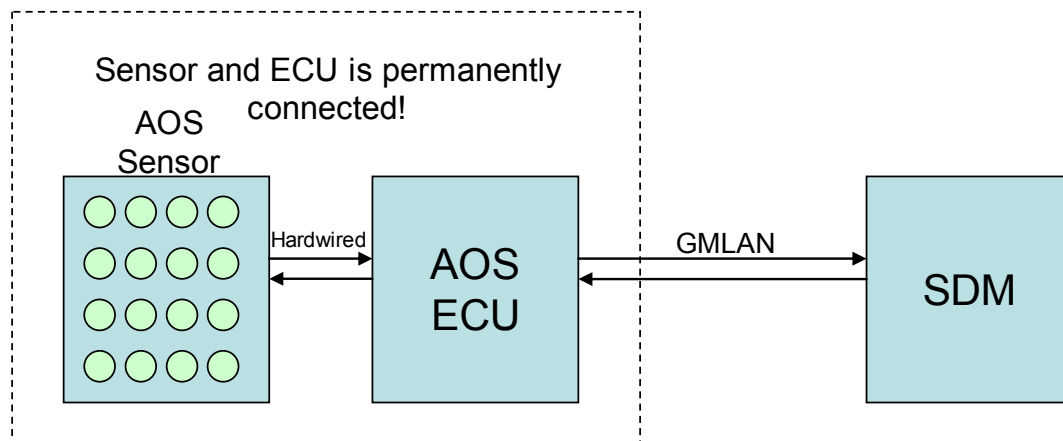 Sensor and ECU is permanently
connected!
AOS
Sensor
Hardwired
AOS
ECU
GMLAN
SDM